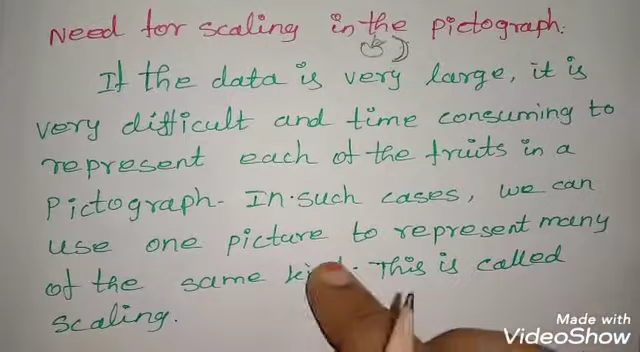 Need for scaling in the pictograph.
If the data is very large, it is
very difficult and time consuming to
represent each of the fruits in a
Pictograph. In such cases, we can
use one picture to represent many
of the same kind. This is called
scaling.
Made with
VideoShow